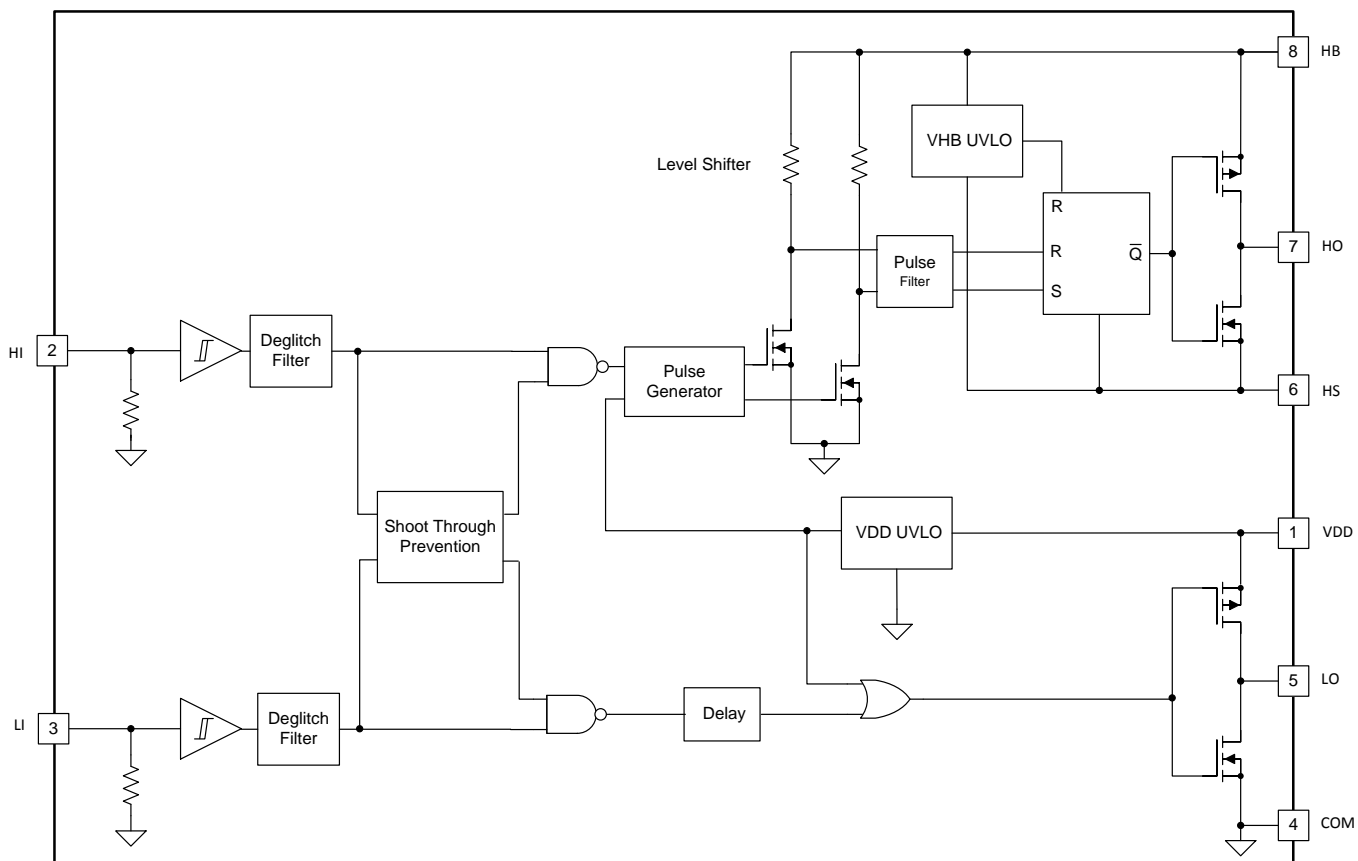 8 HB
VHB UVLO
Level Shifter
R
R
Q̅
S
7 HO
Pulse
Filter
HI 2
Deglitch
Filter
Pulse
Generator
6 HS
Shoot Through
Prevention
VDD UVLO
1 VDD
5 LO
LI 3
Deglitch
Filter
Delay
4 COM